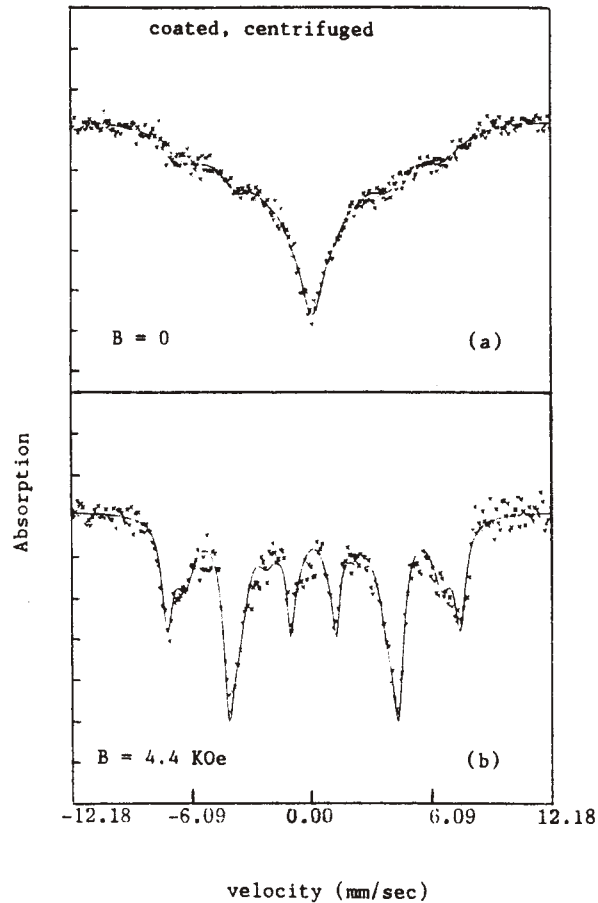 coated, centrifuged
B = 0
(a)
Absorption
B = 4.4 KOe
(b)
-12.18 -6.09 0.00 6.09 12.18
velocity (mm/sec)